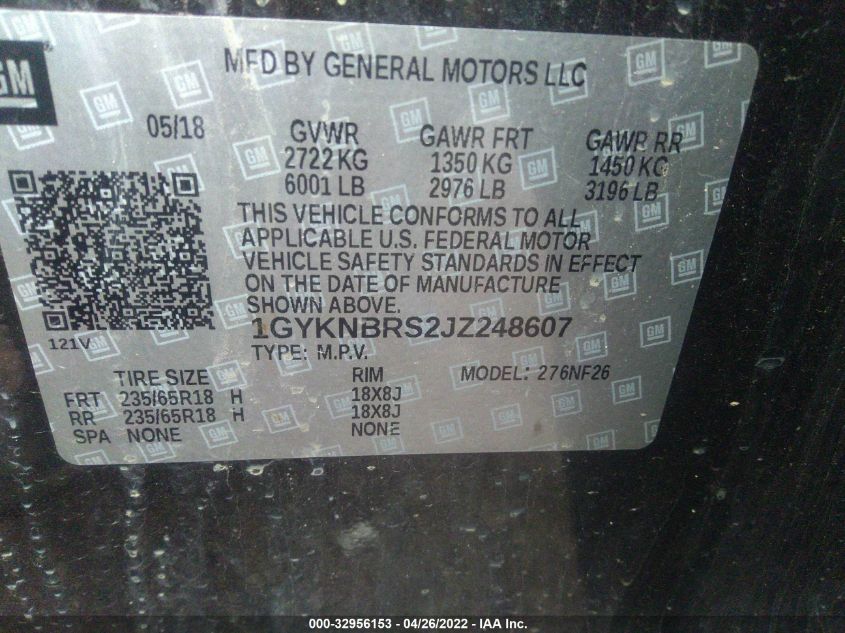 GM
MFD BY GENERAL MOTORS LLC
05/18 GVWR GAWR FRT GAWR RR
2722 KG 1350 KG 1450 KG
6001 LB 2976 LB 3196 LB
THIS VEHICLE CONFORMS TO ALL
APPLICABLE U.S. FEDERAL MOTOR
VEHICLE SAFETY STANDARDS IN EFFECT
ON THE DATE OF MANUFACTURE
SHOWN ABOVE.
1GYKNBRS2JZ248607
121V
TYPE: M.P.V.
TIRE SIZE RIM MODEL: 276NF26
FRT 235/65R18 H 18X8J
RR 235/65R18 H 18X8J
SPA NONE NONE
000-32956153 - 04/26/2022 - IAA Inc.